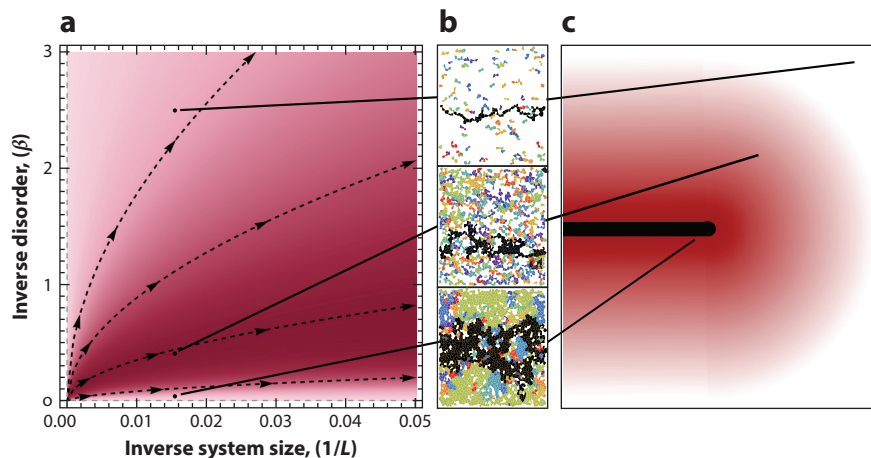 a
b
c
3
2
1
0
Inverse disorder, (β)
0.00
0.01
0.02
0.03
0.04
0.05
Inverse system size, (1/L)